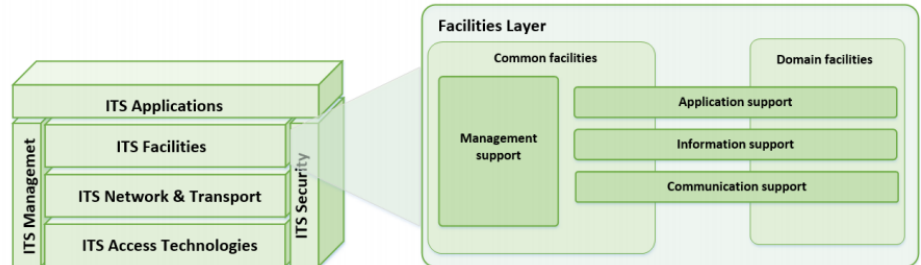 Facilities Layer
Common facilities
Domain facilities
ITS Applications
ITS Managemet
ITS Facilities
ITS Network & Transport
ITS Access Technologies
ITS Security
Management
support
Application support
Information support
Communication support